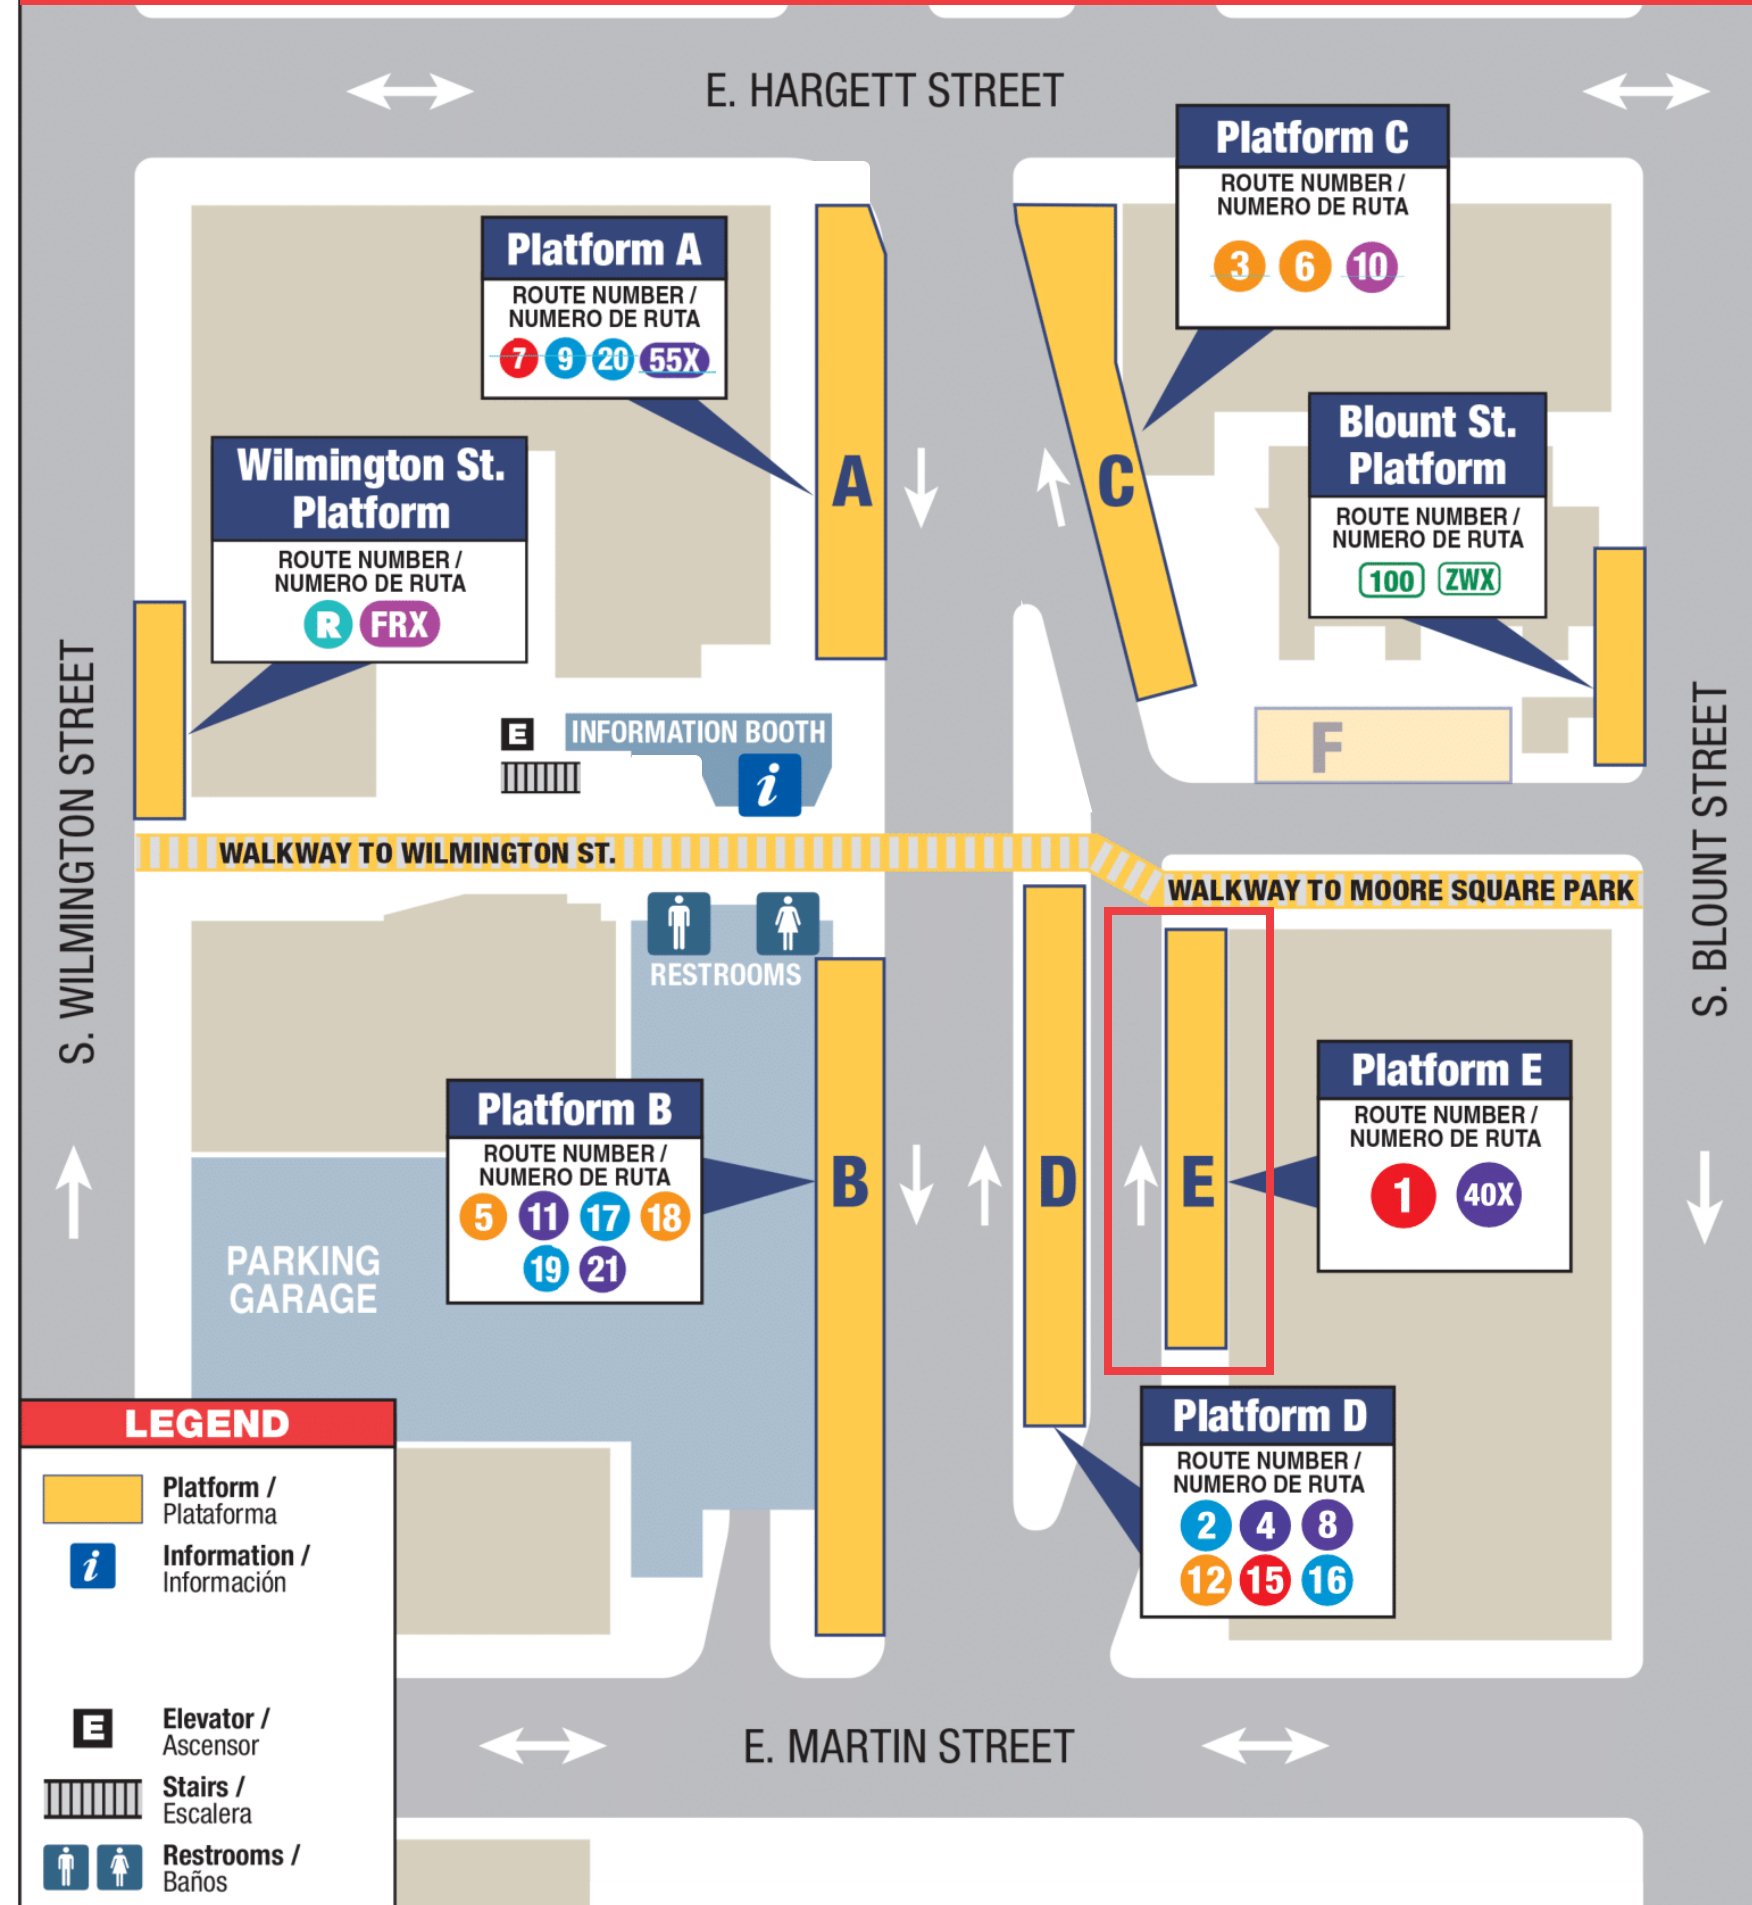 E. HARGETT STREET
Platform C
ROUTE NUMBER /
NUMERO DE RUTA
3 6 10
Platform A
ROUTE NUMBER /
NUMERO DE RUTA
7 9 20 55X
A
C
Blount St.
Platform
ROUTE NUMBER /
NUMERO DE RUTA
100 ZWX
Wilmington St.
Platform
ROUTE NUMBER /
NUMERO DE RUTA
R FRX
S. WILMINGTON STREET
S. BLOUNT STREET
E INFORMATION BOOTH
i
F
WALKWAY TO WILMINGTON ST.
WALKWAY TO MOORE SQUARE PARK
RESTROOMS
Platform B
ROUTE NUMBER /
NUMERO DE RUTA
5 11 17 18
19 21
B
D
E
Platform E
ROUTE NUMBER /
NUMERO DE RUTA
1 40X
PARKING
GARAGE
Platform D
ROUTE NUMBER /
NUMERO DE RUTA
2 4 8
12 15 16
LEGEND
Platform /
Plataforma
i
Information /
Información
E
Elevator /
Ascensor
Stairs /
Escalera
Restrooms /
Baños
E. MARTIN STREET